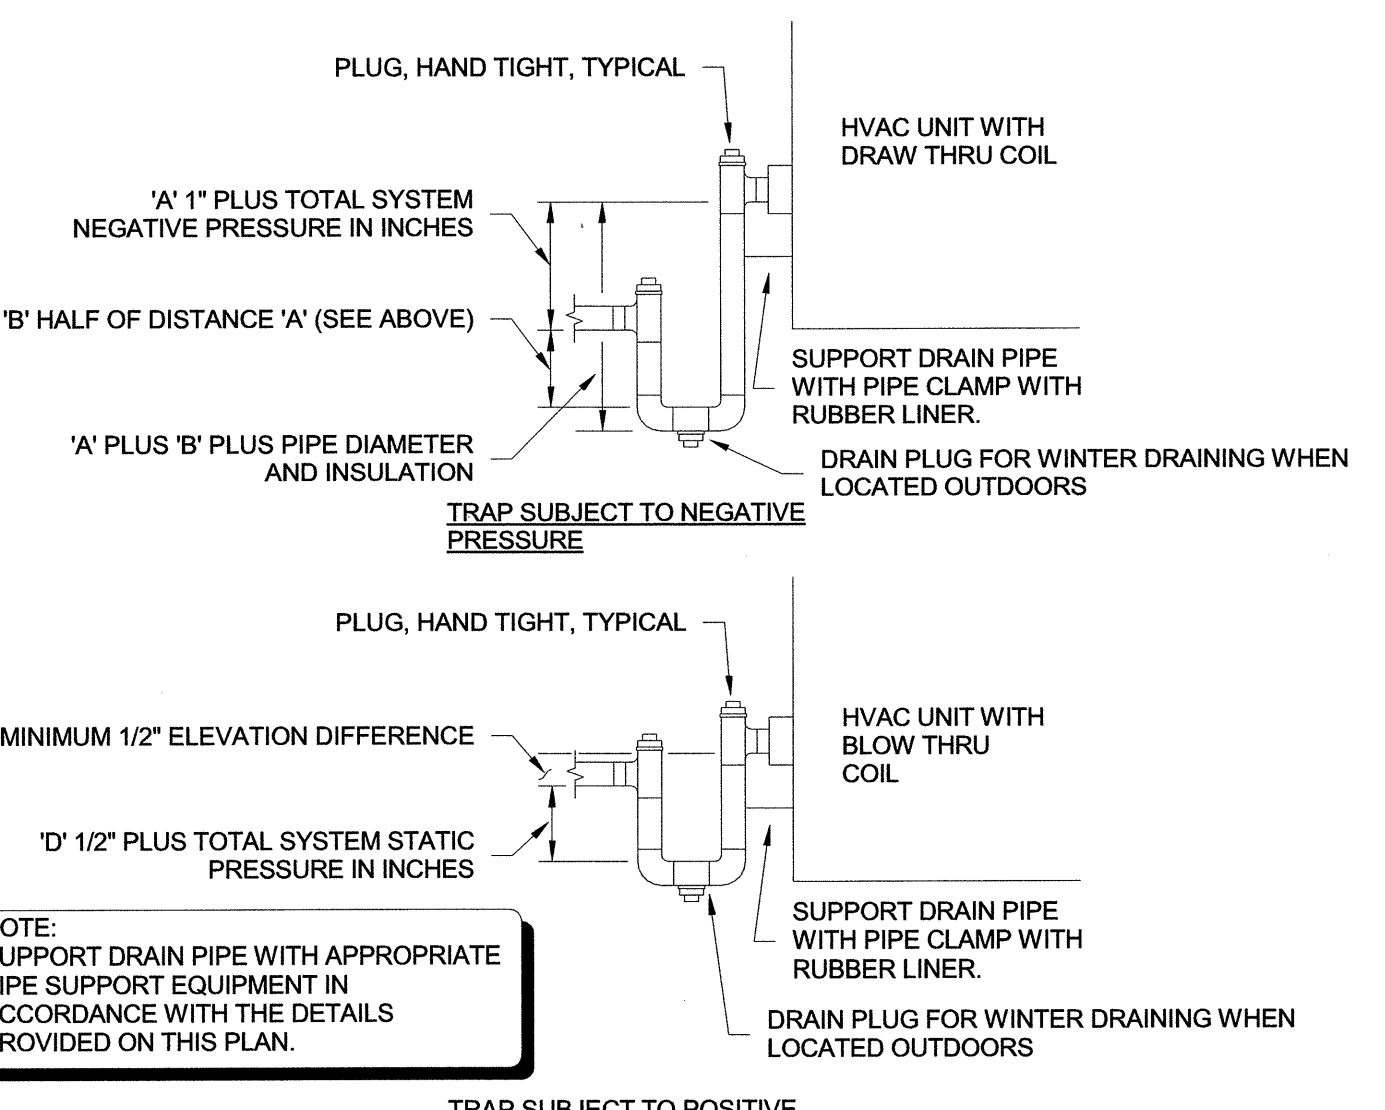 PLUG, HAND TIGHT, TYPICAL
HVAC UNIT WITH
DRAW THRU COIL
'A' 1" PLUS TOTAL SYSTEM
NEGATIVE PRESSURE IN INCHES
'B' HALF OF DISTANCE 'A' (SEE ABOVE)
SUPPORT DRAIN PIPE
WITH PIPE CLAMP WITH
RUBBER LINER.
'A' PLUS 'B' PLUS PIPE DIAMETER
AND INSULATION
DRAIN PLUG FOR WINTER DRAINING WHEN
LOCATED OUTDOORS
TRAP SUBJECT TO NEGATIVE
PRESSURE
PLUG, HAND TIGHT, TYPICAL
HVAC UNIT WITH
BLOW THRU
COIL
MINIMUM 1/2" ELEVATION DIFFERENCE
'D' 1/2" PLUS TOTAL SYSTEM STATIC
PRESSURE IN INCHES
SUPPORT DRAIN PIPE
WITH PIPE CLAMP WITH
RUBBER LINER.
OTE:
UPPORT DRAIN PIPE WITH APPROPRIATE
IPE SUPPORT EQUIPMENT IN
CCORDANCE WITH THE DETAILS
ROVIDED ON THIS PLAN.
DRAIN PLUG FOR WINTER DRAINING WHEN
LOCATED OUTDOORS
TRAP SUBJECT TO POSITIVE